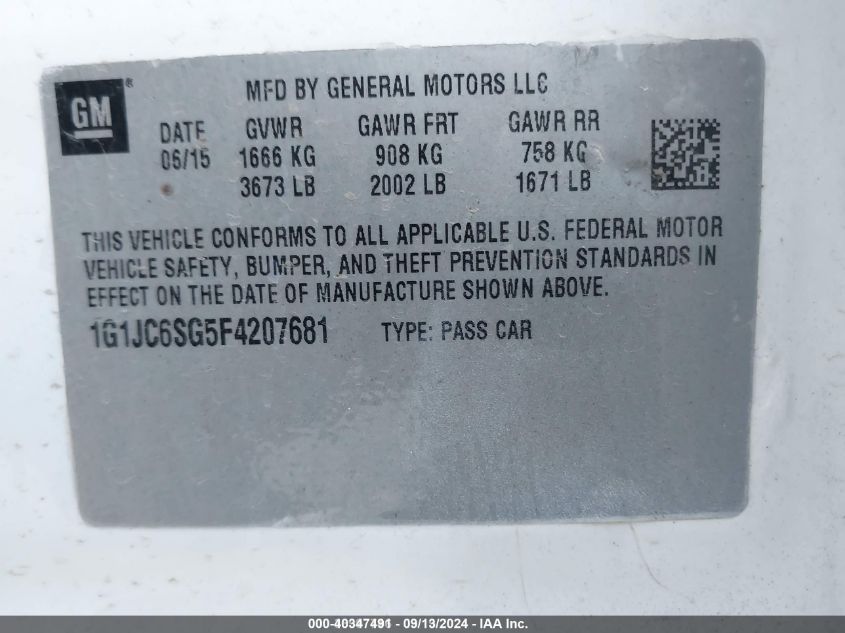 GM®
MFD BY GENERAL MOTORS LLC
DATE GVWR GAWR FRT GAWR RR
06/15 1666 KG 908 KG 758 KG
3673 LB 2002 LB 1671 LB
THIS VEHICLE CONFORMS TO ALL APPLICABLE U.S. FEDERAL MOTOR
VEHICLE SAFETY, BUMPER, AND THEFT PREVENTION STANDARDS IN
EFFECT ON THE DATE OF MANUFACTURE SHOWN ABOVE.
1G1JC6SG5F4207681 TYPE: PASS CAR
000-40347491 - 09/13/2024 - IAA Inc.